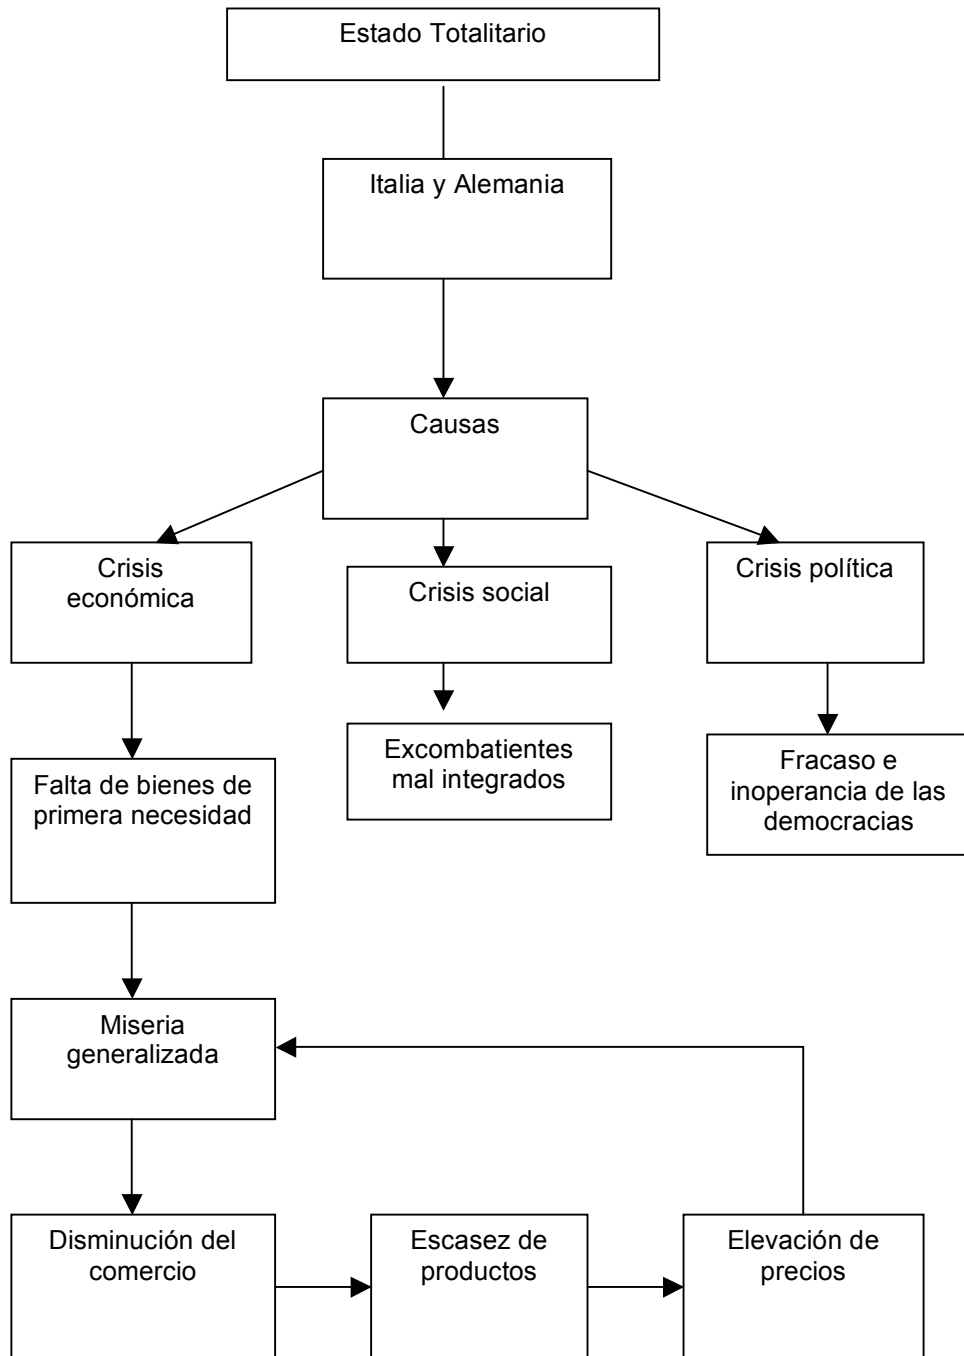 Estado Totalitario
Italia y Alemania
Causas
Crisis
económica
Crisis social
Crisis política
Excombatientes
mal integrados
Fracaso e
inoperancia de las
democracias
Falta de bienes de
primera necesidad
Miseria
generalizada
Disminución del
comercio
Escasez de
productos
Elevación de
precios